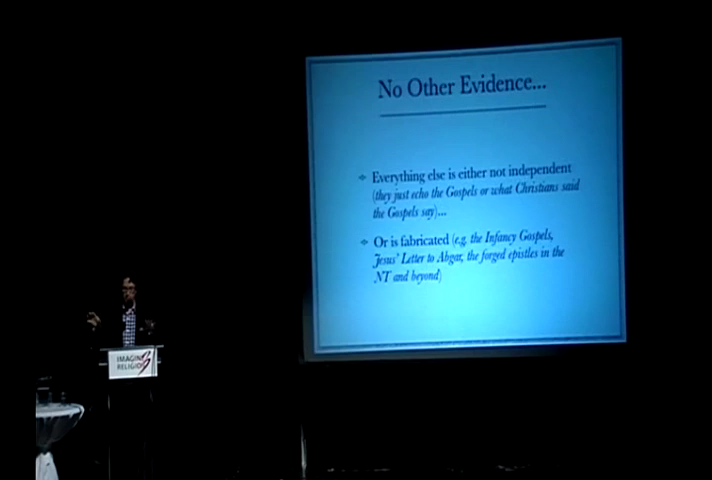 No Other Evidence...
Everything else is either not independent
(they just echo the Gospels or what Christians said
the Gospels say)...
Or is fabricated (e.g. the Infancy Gospels,
Jesus' Letter to Abgar, the forged epistles in the
NT and beyond)
IMAGINE
RELIGION
3